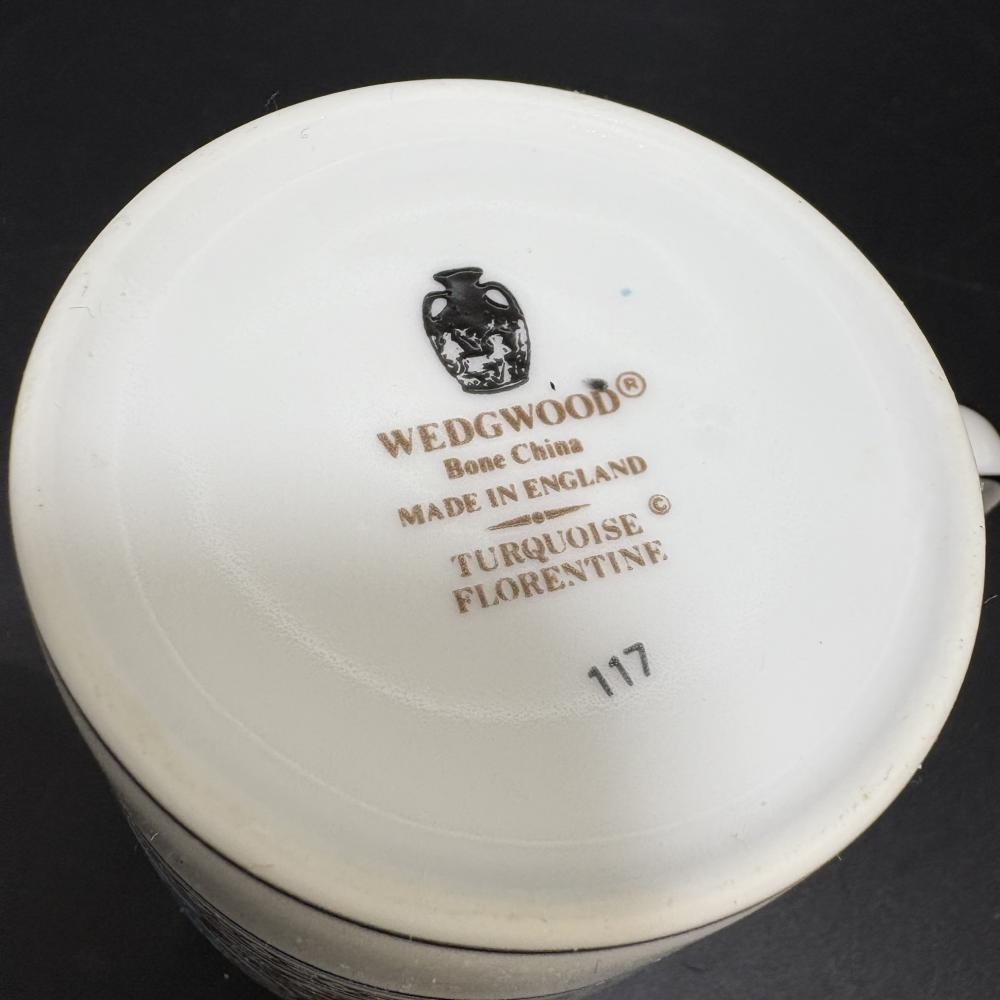 WEDGWOOD®
Bone China
MADE IN ENGLAND
TURQUOISE ©
FLORENTINE
117